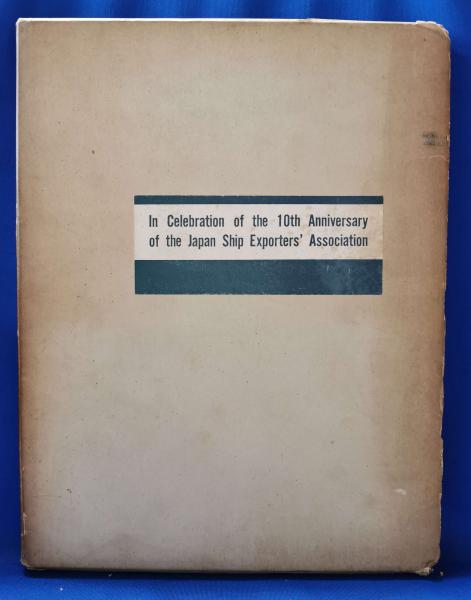 In Celebration of the 10th Anniversary
of the Japan Ship Exporters' Association